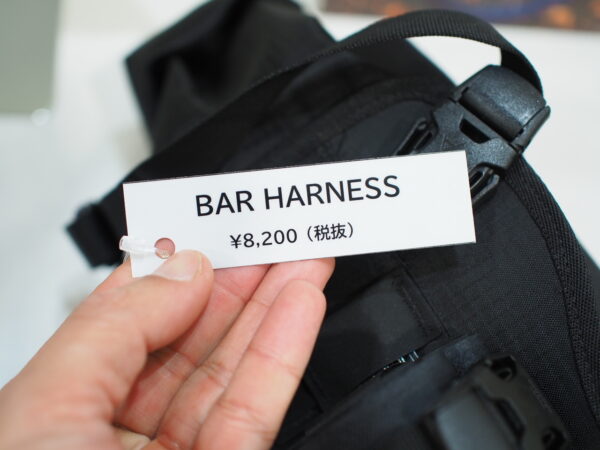 BAR HARNESS
¥8,200（税抜）